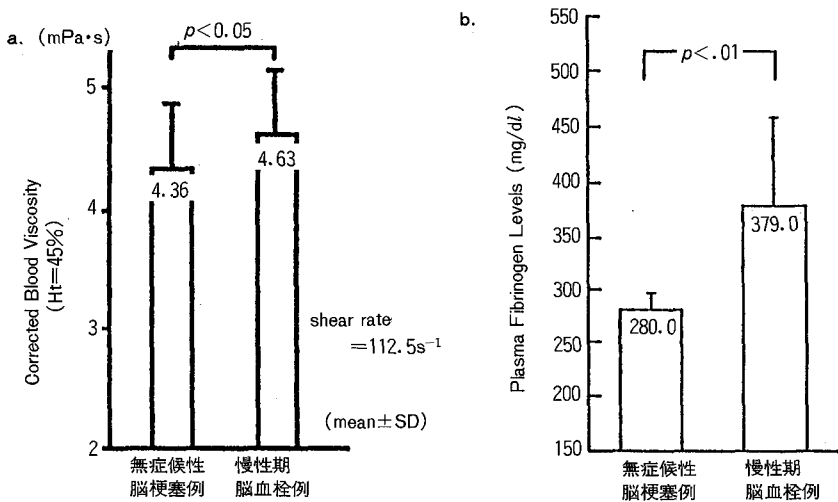 a. (mPa·s)
p<0.05
5
4
3
2
Corrected Blood Viscosity
(Ht=45%)
4.36
4.63
shear rate
=112.5s⁻¹
(mean±SD)
無症候性
脳梗塞例
慢性期
脳血栓例
b.
p<.01
550
500
450
400
350
300
250
200
150
Plasma Fibrinogen Levels (mg/dl)
280.0
379.0
無症候性
脳梗塞例
慢性期
脳血栓例